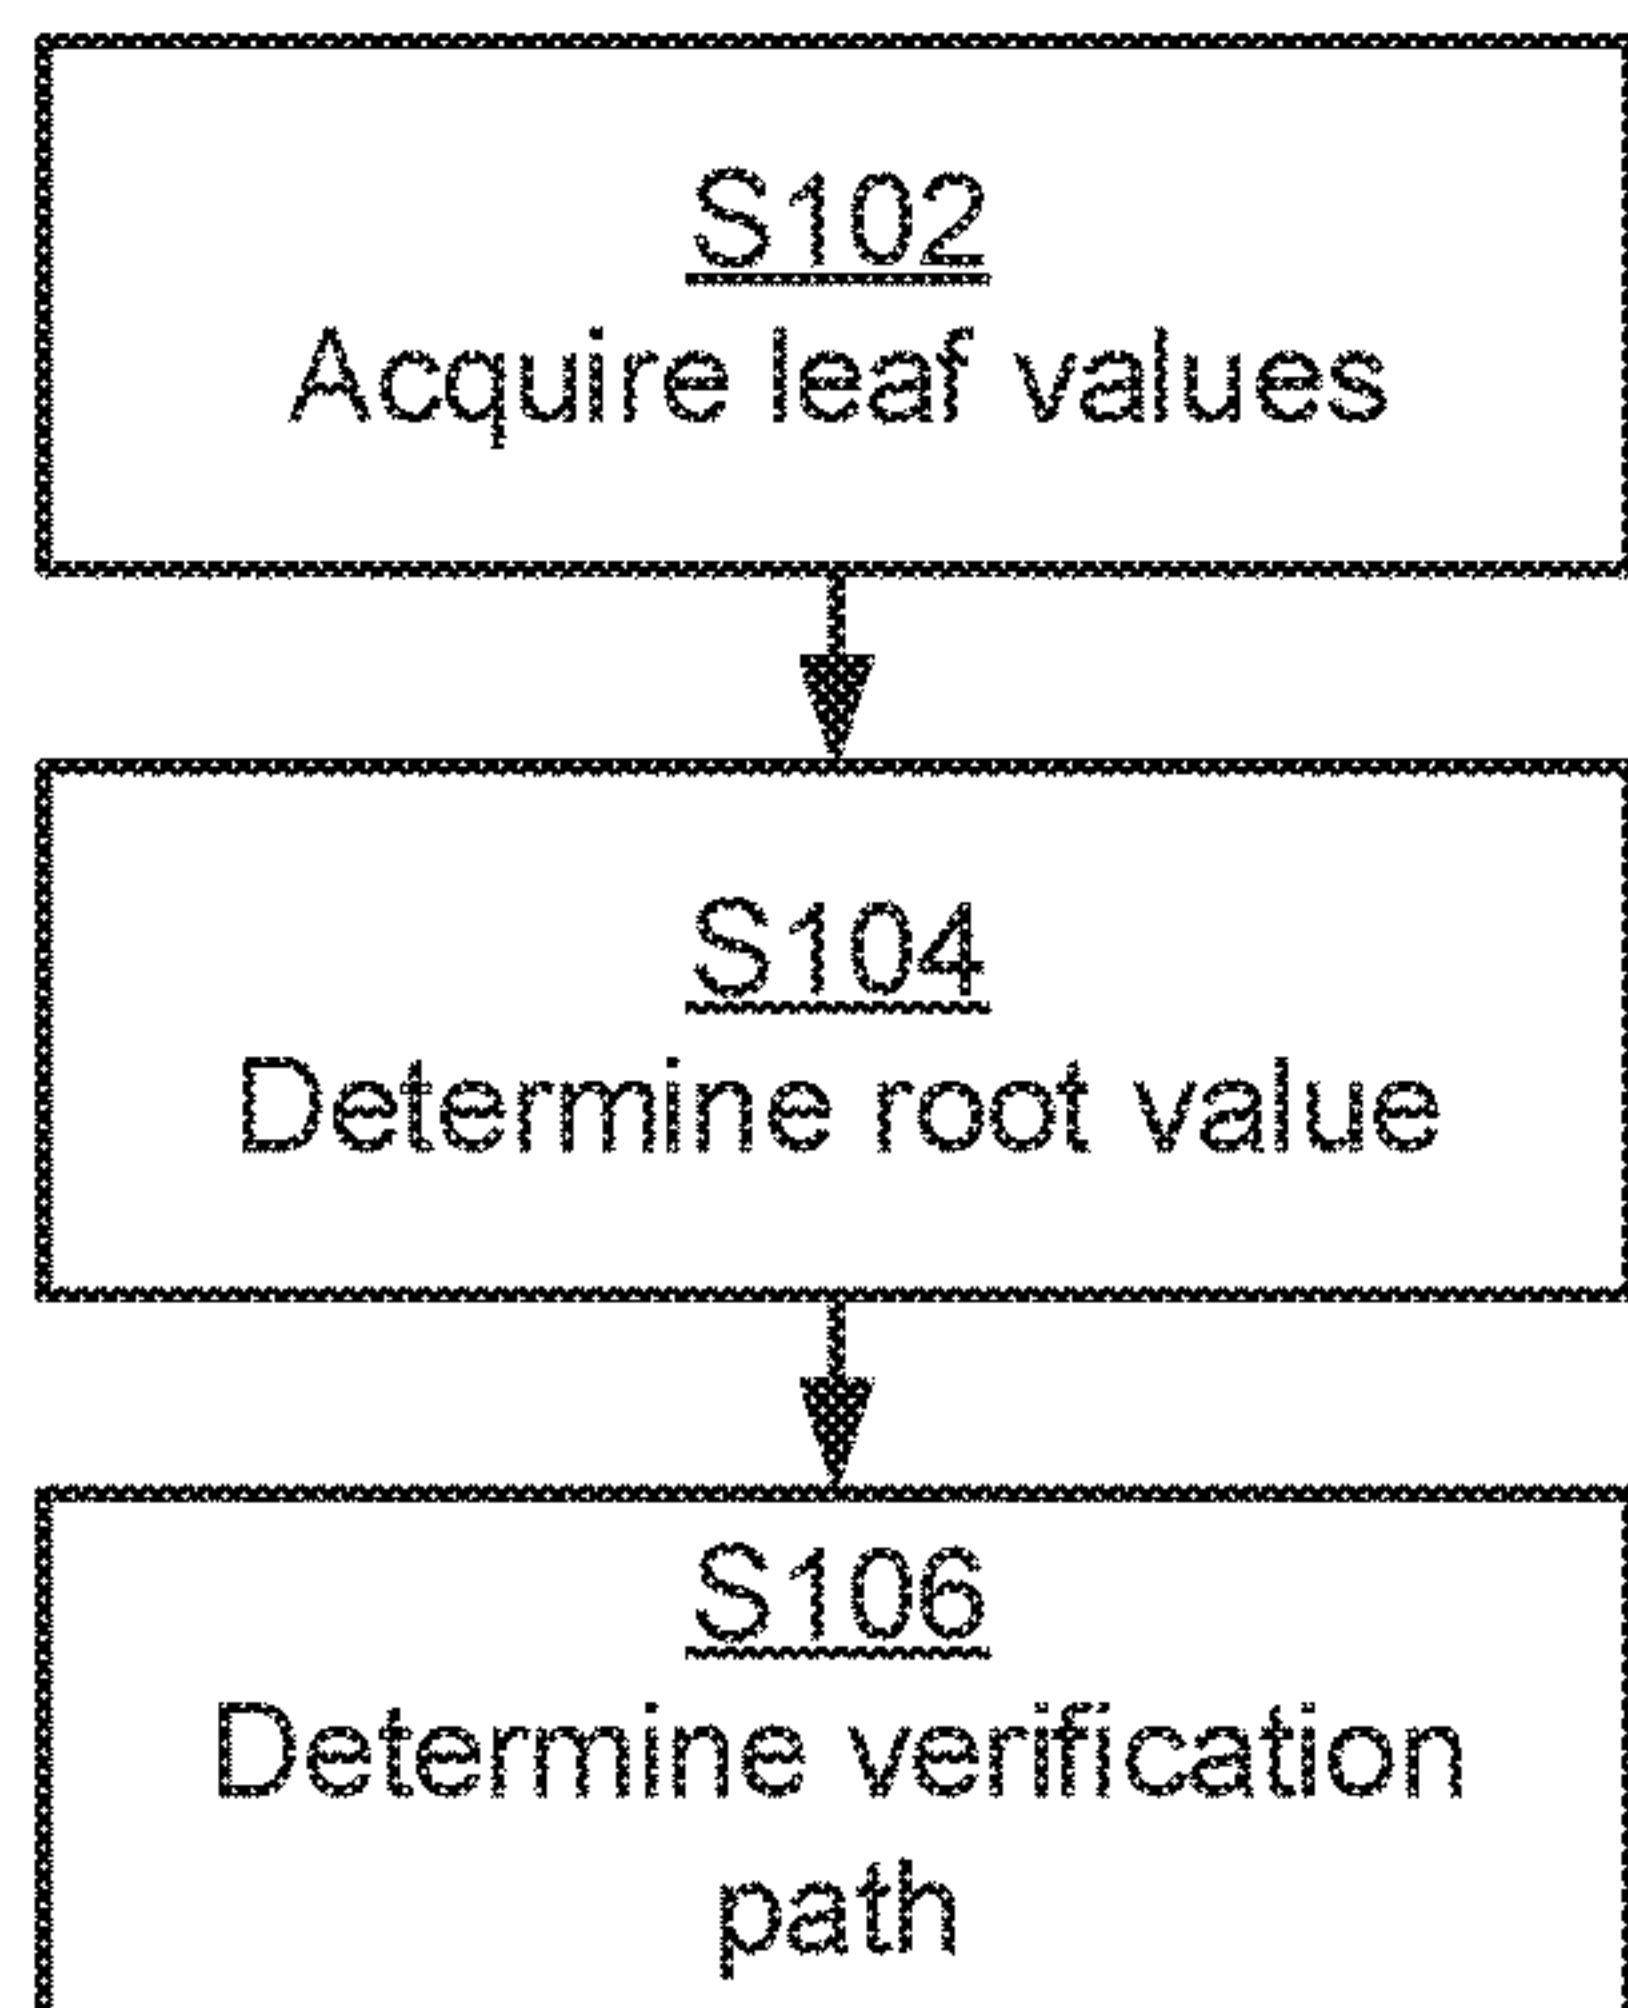 S102
Acquire leaf values
S104
Determine root value
S106
Determine verification
path